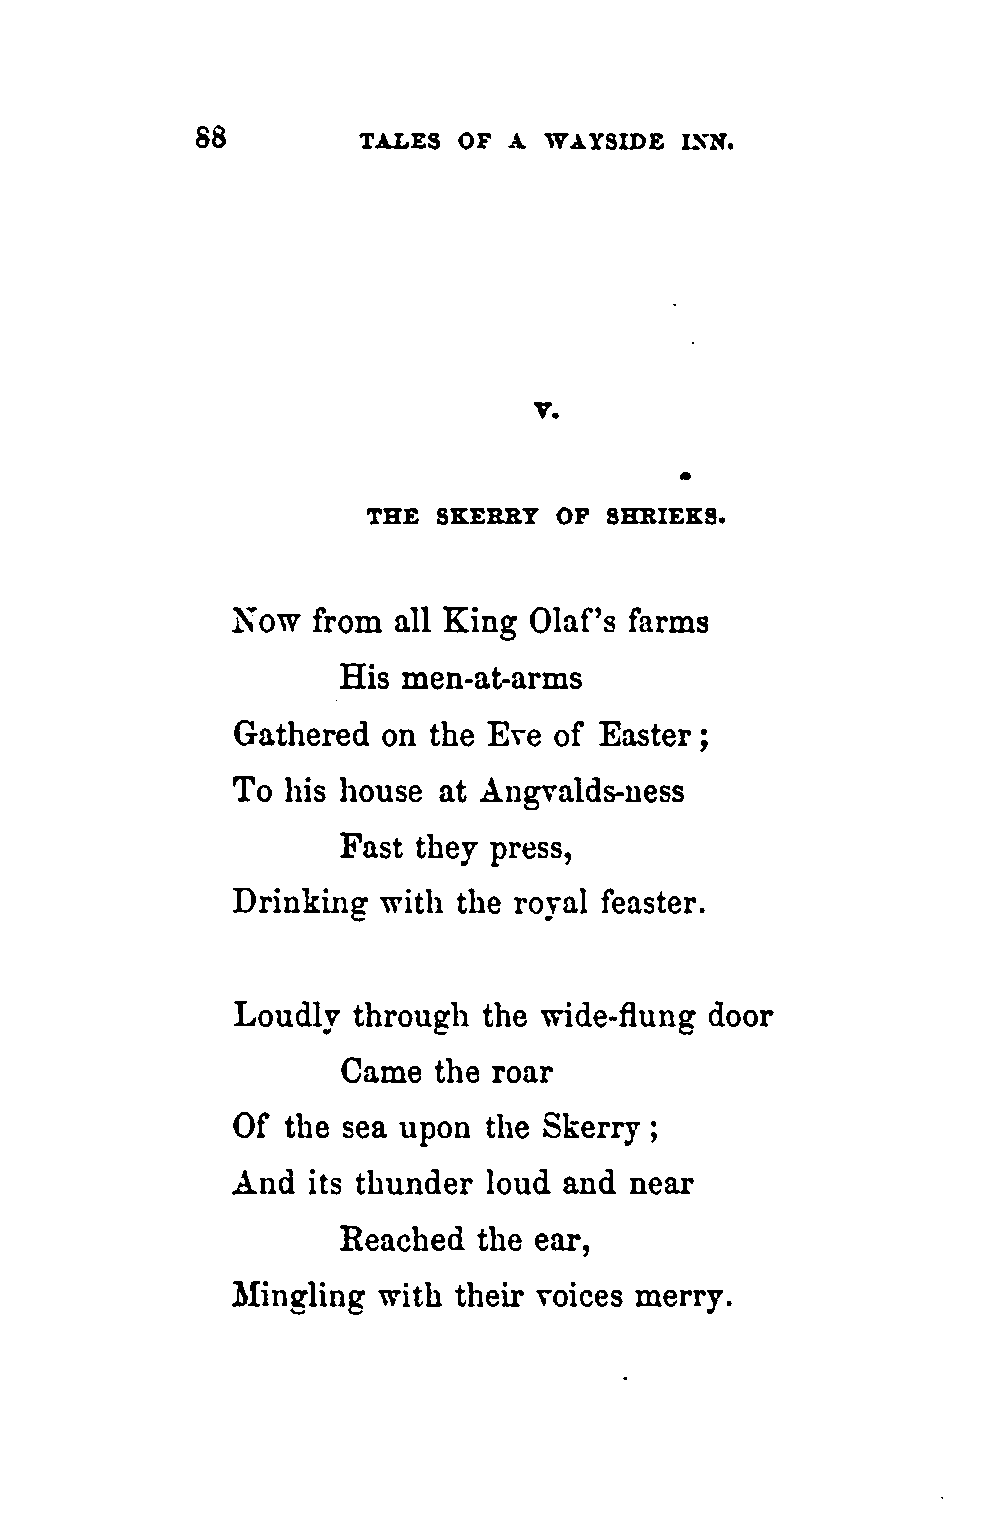 88 TALES OF A WAYSIDE INN.
V.
THE SKERRY OF SHRIEKS.
Now from all King Olaf's farms
His men-at-arms
Gathered on the Eve of Easter;
To his house at Angvalds-ness
Fast they press,
Drinking with the royal feaster.
Loudly through the wide-flung door
Came the roar
Of the sea upon the Skerry;
And its thunder loud and near
Reached the ear,
Mingling with their voices merry.